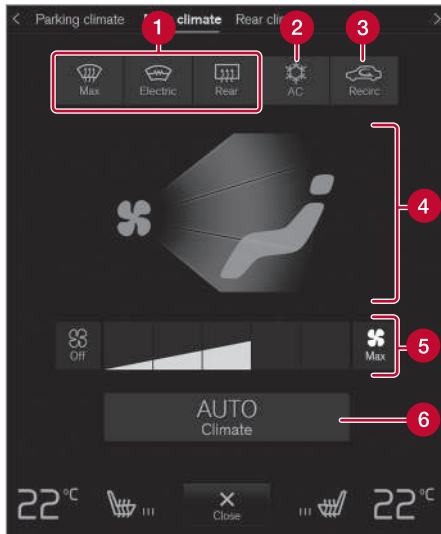 Parking climate climate Rear
1 2 3
Max Electric Rear AC Recirc
4
Off Max 5
AUTO
Climate 6
22°C 22°C
Close